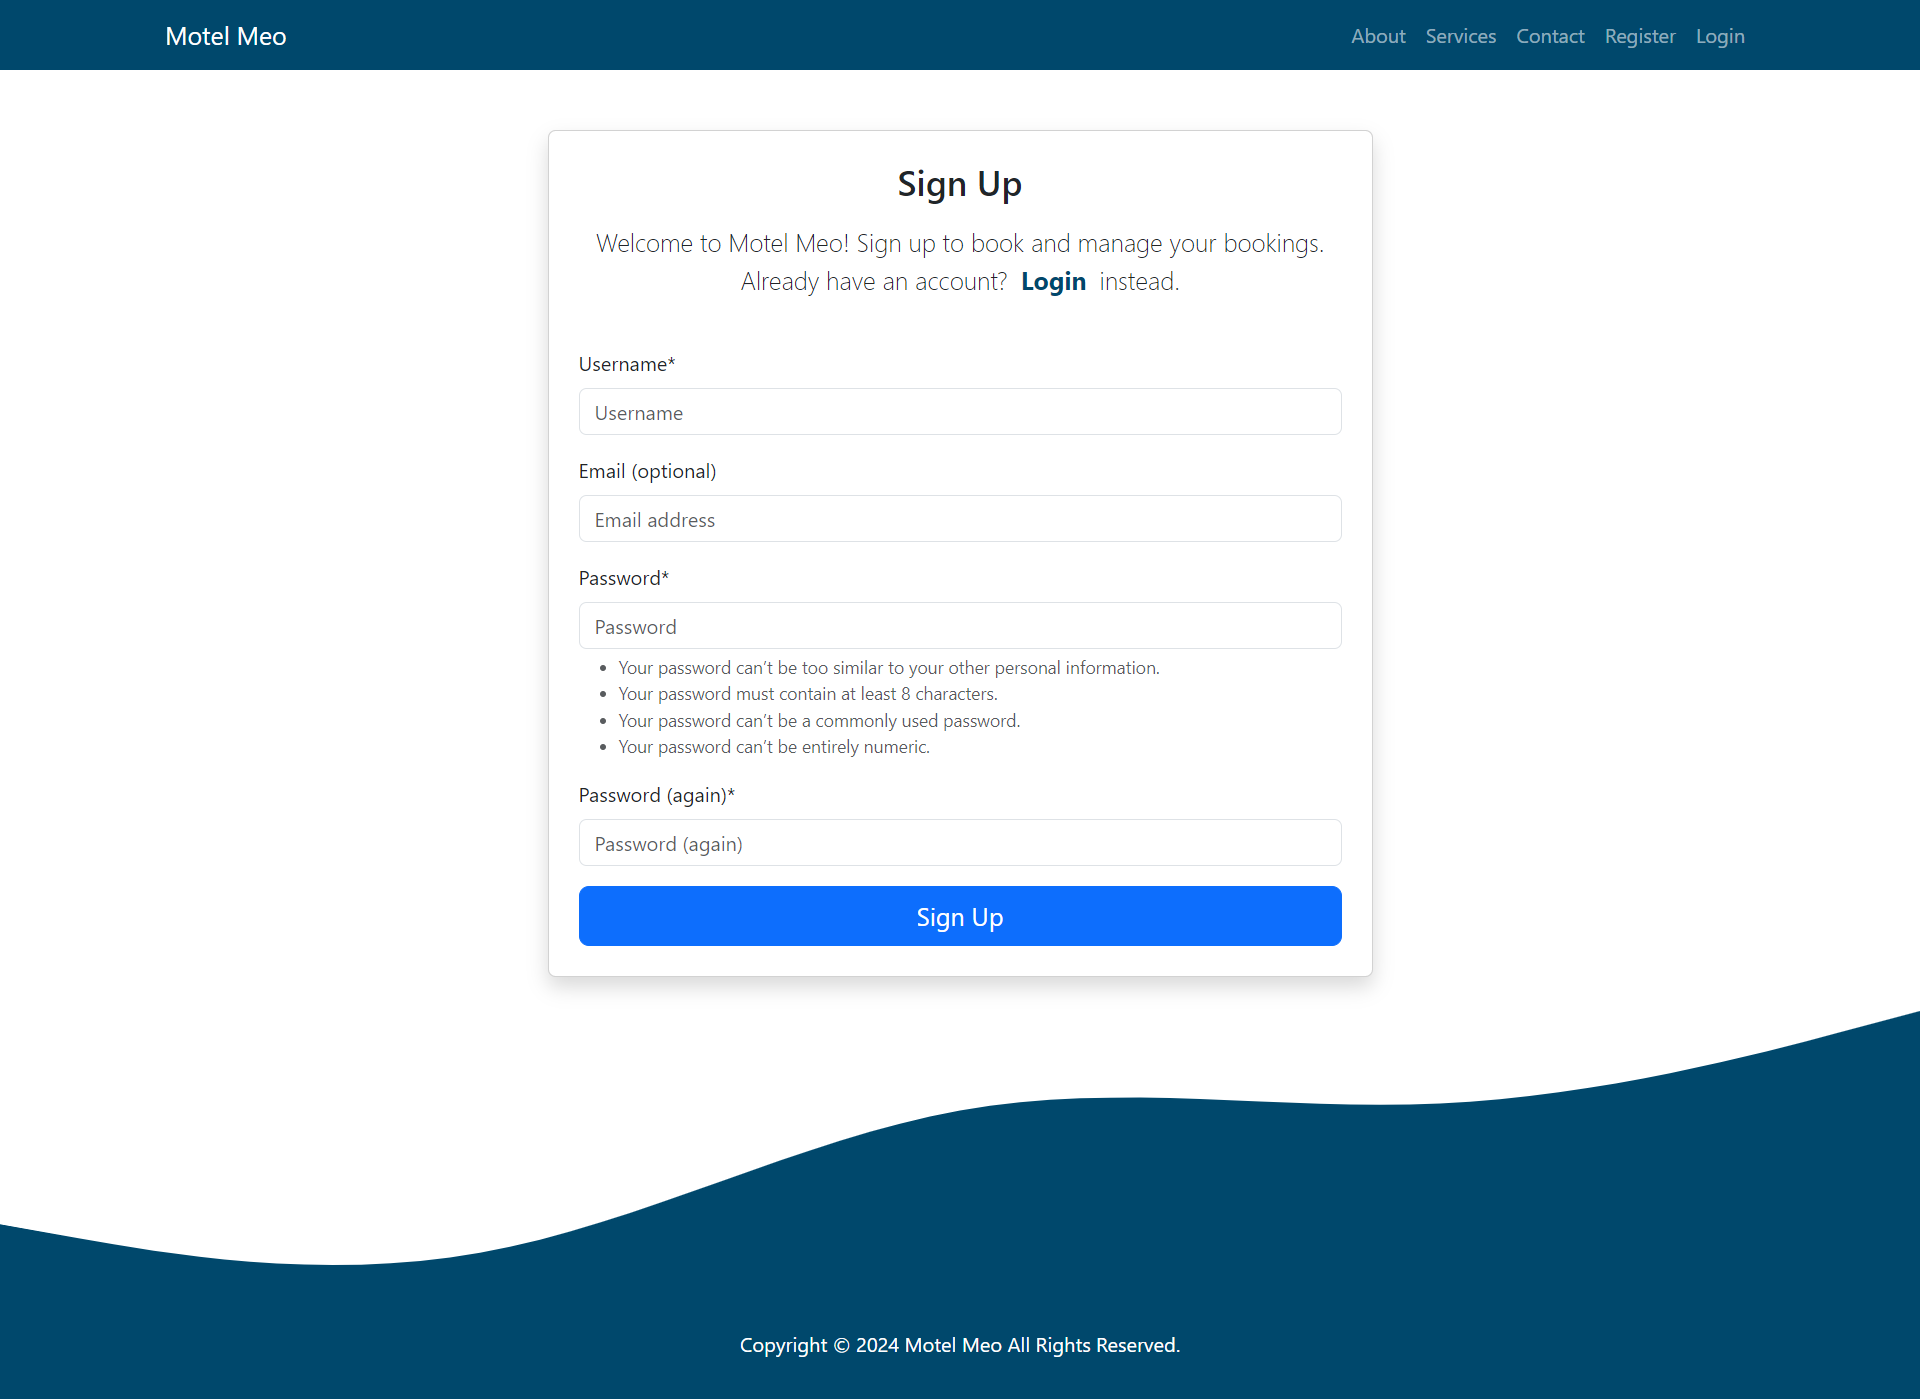 Motel Meo
About Services Contact Register Login
Sign Up
Welcome to Motel Meo! Sign up to book and manage your bookings.
Already have an account? Login instead.
Username*
Username
Email (optional)
Email address
Password*
Password
• Your password can’t be too similar to your other personal information.
• Your password must contain at least 8 characters.
• Your password can’t be a commonly used password.
• Your password can’t be entirely numeric.
Password (again)*
Password (again)
Sign Up
Copyright © 2024 Motel Meo All Rights Reserved.